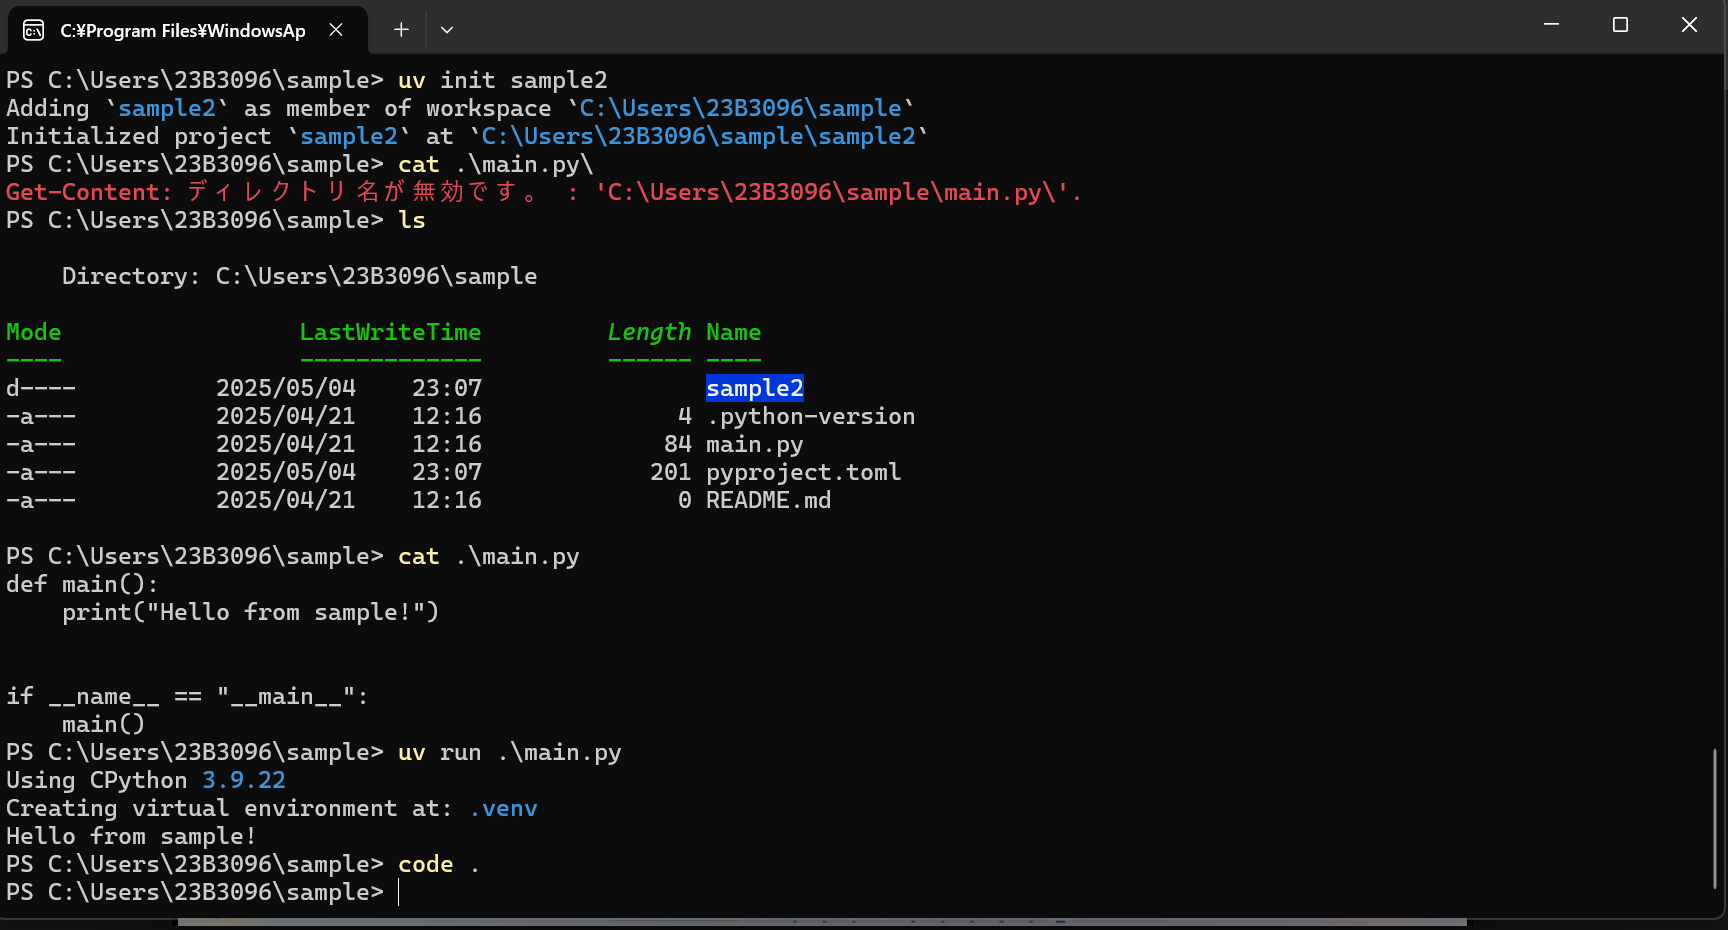 C:¥Program Files¥WindowsAp
PS C:\Users\23B3096\sample> uv init sample2
Adding `sample2` as member of workspace `C:\Users\23B3096\sample`
Initialized project `sample2` at `C:\Users\23B3096\sample\sample2`
PS C:\Users\23B3096\sample> cat .\main.py\
Get-Content: ディレクトリ名が無効です。 : 'C:\Users\23B3096\sample\main.py\'.
PS C:\Users\23B3096\sample> ls
    Directory: C:\Users\23B3096\sample
Mode                 LastWriteTime         Length Name
----                 -------------         ------ ----
d----          2025/05/04    23:07                sample2
-a---          2025/04/21    12:16              4 .python-version
-a---          2025/04/21    12:16             84 main.py
-a---          2025/05/04    23:07            201 pyproject.toml
-a---          2025/04/21    12:16              0 README.md
PS C:\Users\23B3096\sample> cat .\main.py
def main():
    print("Hello from sample!")
if __name__ == "__main__":
    main()
PS C:\Users\23B3096\sample> uv run .\main.py
Using CPython 3.9.22
Creating virtual environment at: .venv
Hello from sample!
PS C:\Users\23B3096\sample> code .
PS C:\Users\23B3096\sample>